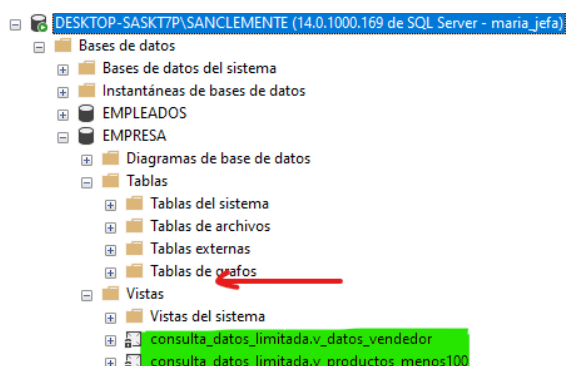 DESKTOP-SASKT7P\SANCLEMENTE (14.0.1000.169 de SQL Server - maria_jefa)
Bases de datos
Bases de datos del sistema
Instantáneas de bases de datos
EMPLEADOS
EMPRESA
Diagramas de base de datos
Tablas
Tablas del sistema
Tablas de archivos
Tablas externas
Tablas de grafos
Vistas
Vistas del sistema
consulta_datos_limitada.v_datos_vendedor
consulta_datos_limitada.v_productos_menos100